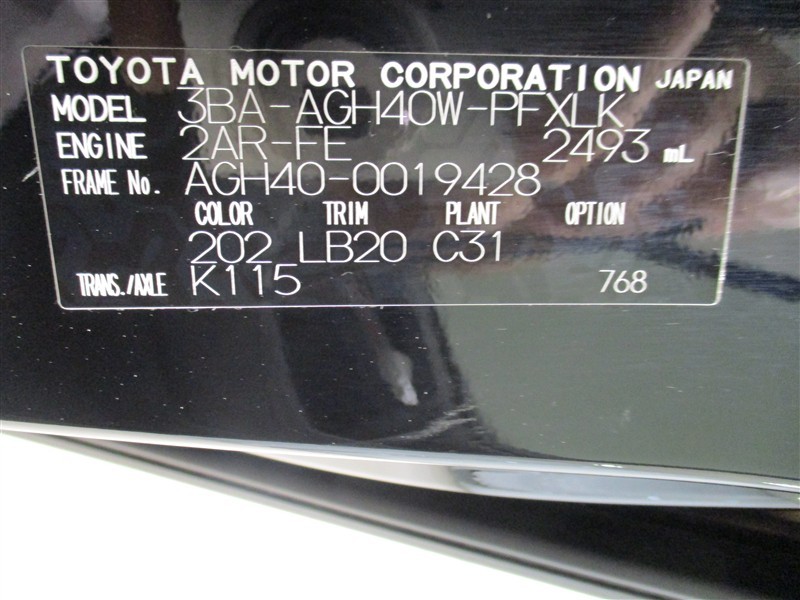 TOYOTA MOTOR CORPORATION JAPAN
MODEL 3BA-AGH40W-PFXLK
ENGINE 2AR-FE 2493 mL
FRAME No. AGH40-0019428
COLOR TRIM PLANT OPTION
202 LB20 C31
TRANS./AXLE K115 768